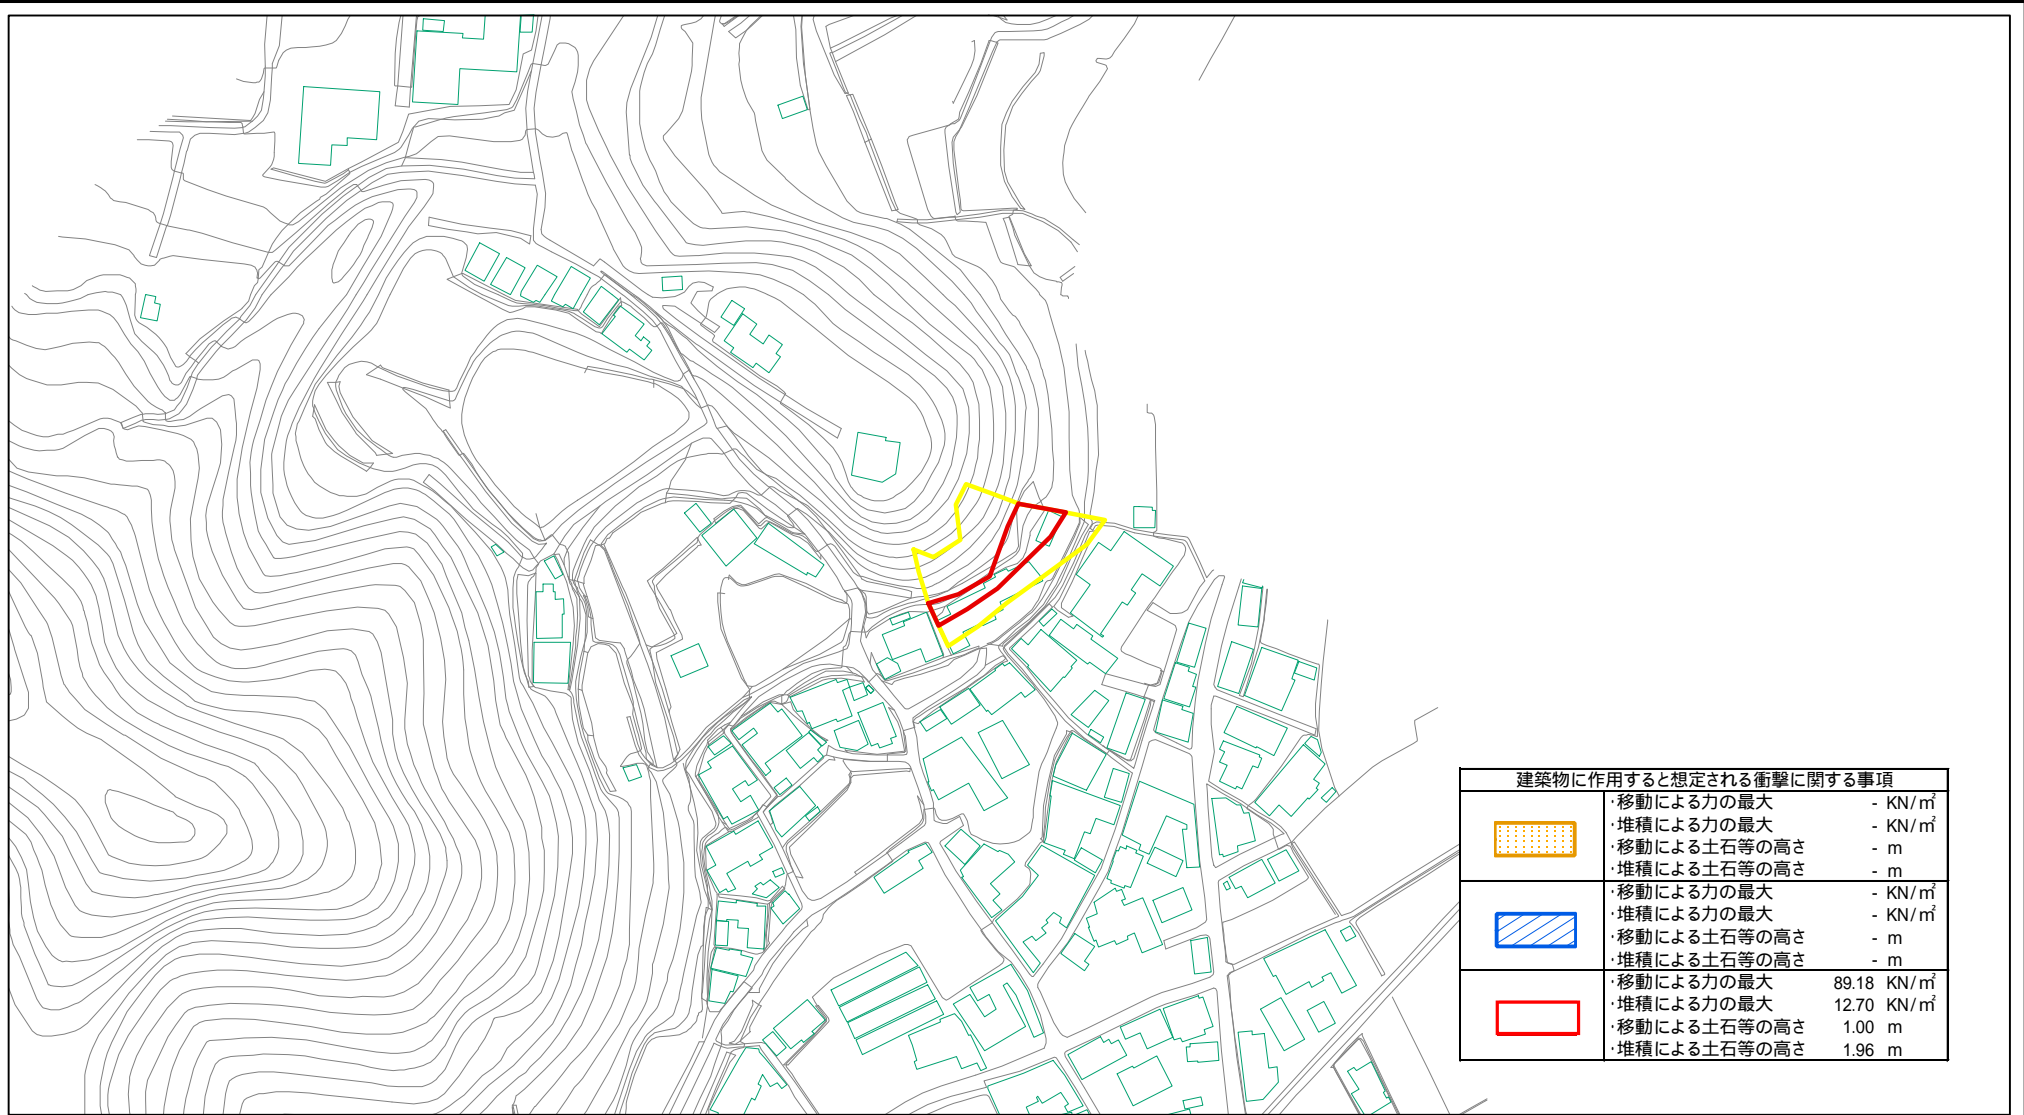 建築物に作用すると想定される衝撃に関する事項
・移動による力の最大 - KN/㎡
・堆積による力の最大 - KN/㎡
・移動による土石等の高さ - m
・堆積による土石等の高さ - m
・移動による力の最大 - KN/㎡
・堆積による力の最大 - KN/㎡
・移動による土石等の高さ - m
・堆積による土石等の高さ - m
・移動による力の最大 89.18 KN/㎡
・堆積による力の最大 12.70 KN/㎡
・移動による土石等の高さ 1.00 m
・堆積による土石等の高さ 1.96 m